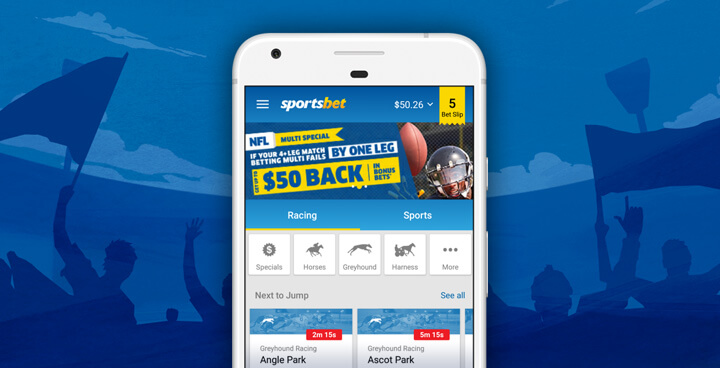 sportsbet
$50.26
5
Bet Slip
NFL
MULTI SPECIAL
IF YOUR 4+ LEG MATCH
BETTING MULTI FAILS
BY ONE LEG
GET UP TO
$50 BACK
IN
BONUS
BETS*
Racing
Sports
Specials
Horses
Greyhound
Harness
More
Next to Jump
See all
2m 15s
5m 15s
Greyhound Racing
Greyhound Racing
Angle Park
Ascot Park